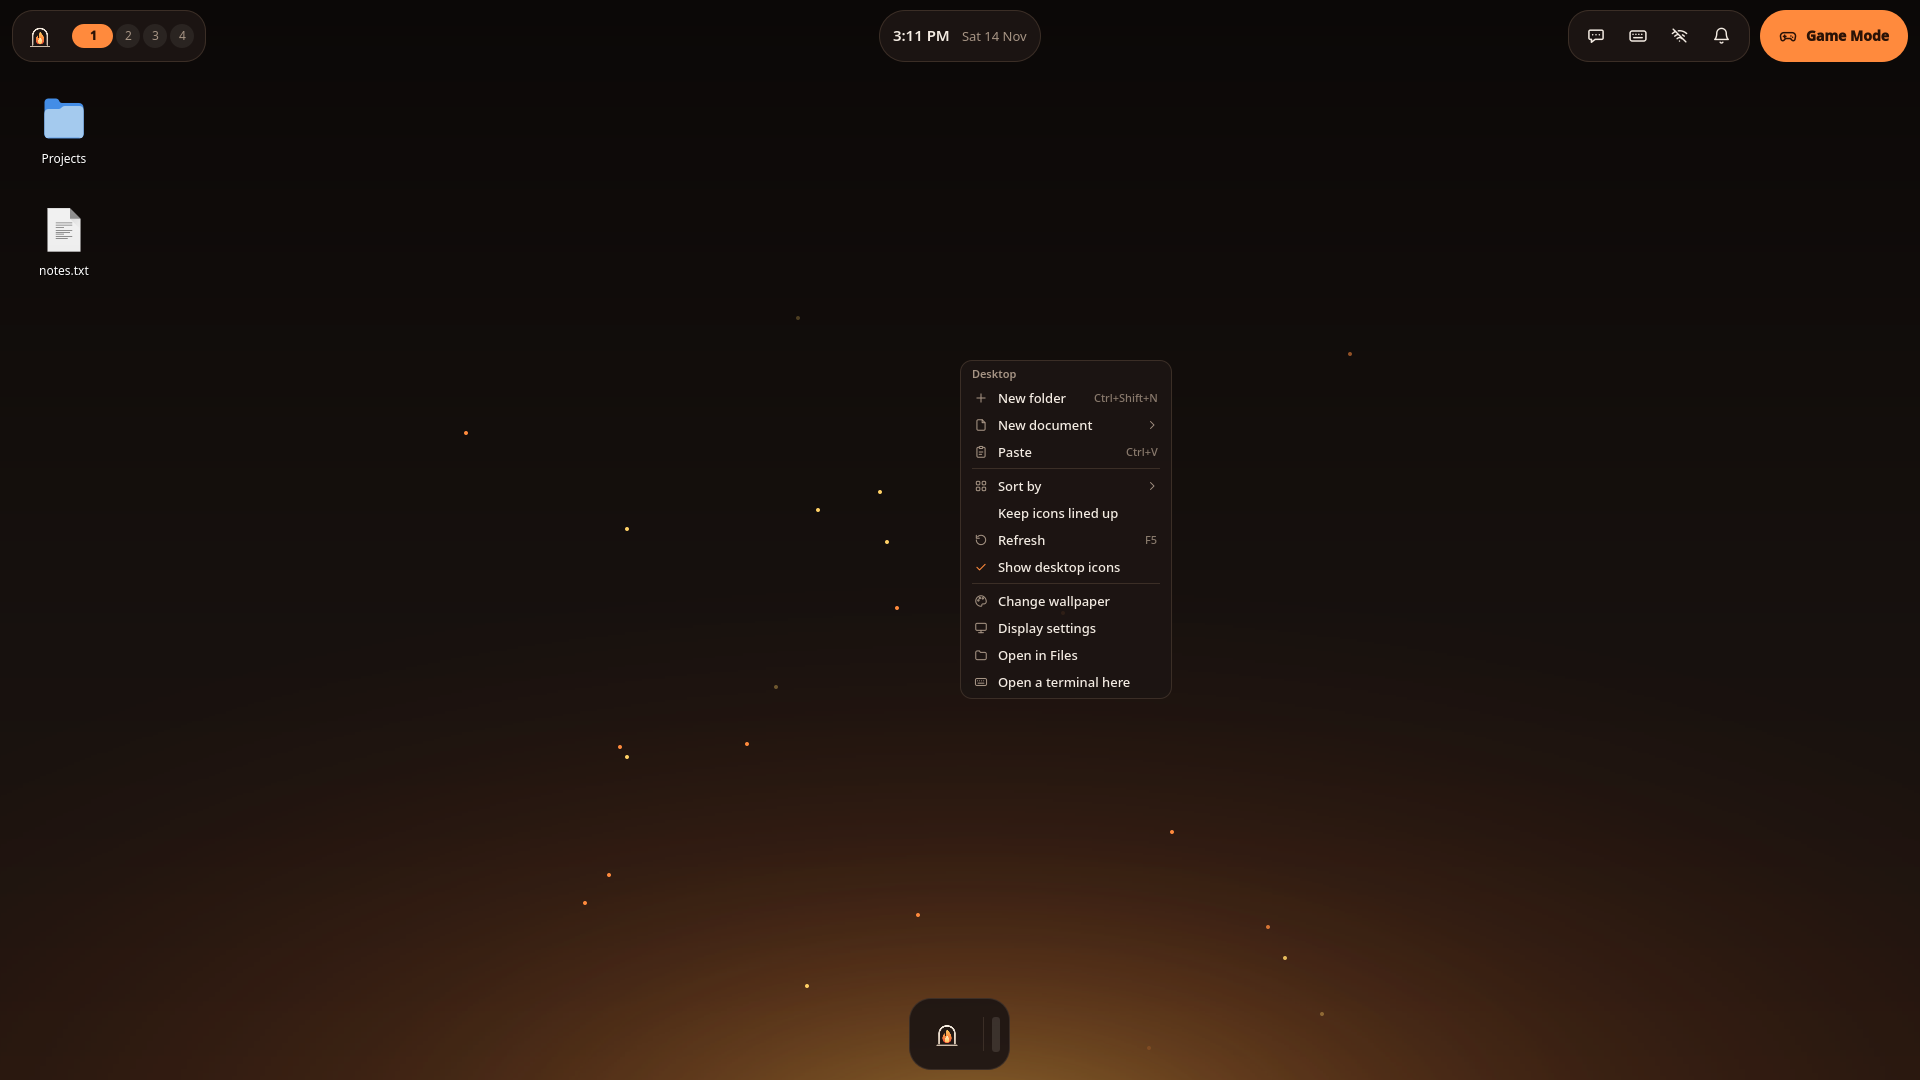 1 2 3 4
3:11 PM Sat 14 Nov
Game Mode
Projects
notes.txt
Desktop
New folder Ctrl+Shift+N
New document
Paste Ctrl+V
Sort by
Keep icons lined up
Refresh F5
Show desktop icons
Change wallpaper
Display settings
Open in Files
Open a terminal here